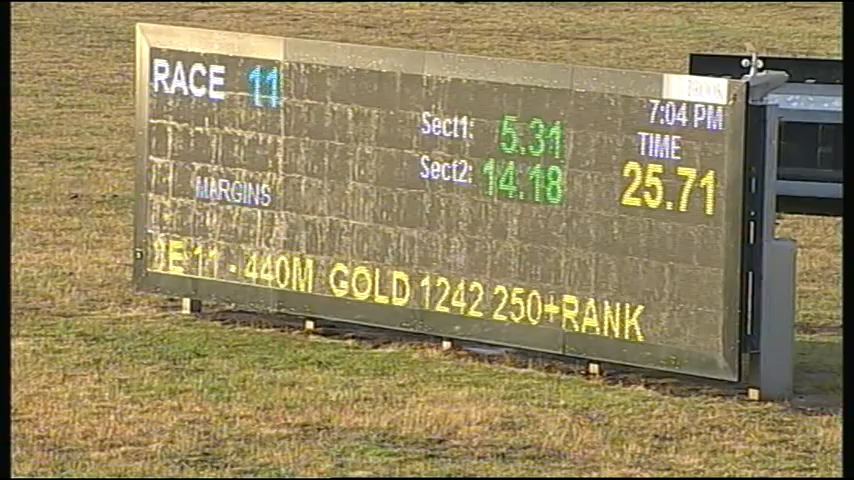 RACE 11
7:04 PM
Sect1: 5.31
TIME
Sect2: 14.18
25.71
MARGINS
E 11 - 440M GOLD 1242 250+RANK